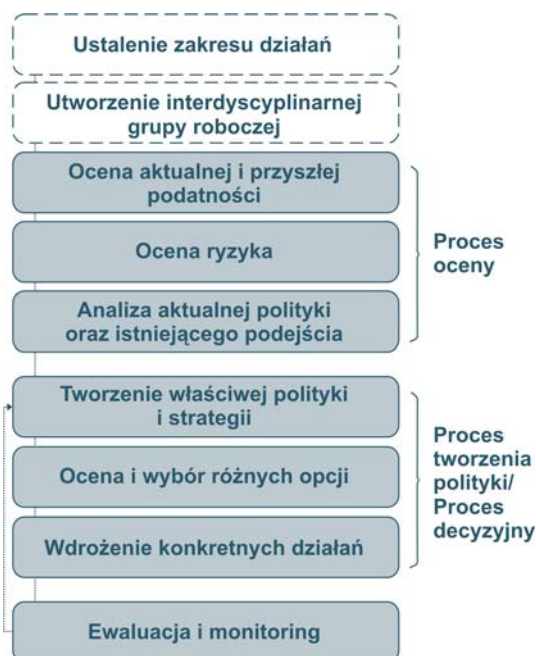 Ustalenie zakresu działań
Utworzenie interdyscyplinarnej
grupy roboczej
Ocena aktualnej i przyszłej
podatności
Ocena ryzyka
Analiza aktualnej polityki
oraz istniejącego podejścia
Proces
oceny
Tworzenie właściwej polityki
i strategii
Ocena i wybór różnych opcji
Wdrożenie konkretnych działań
Proces
tworzenia
polityki/
Proces
decyzyjny
Ewaluacja i monitoring